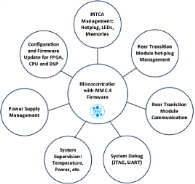 MTCA
Management:
Hotplug, LEDs,
Memories
Rear Transition
Module hot-plug
Management
Rear Transition
Module
Communication
System Debug
(JTAG, UART)
System
Supervision:
Temperature,
Power, etc.
Power Supply
Management
Configuration
and Firmware
Update for FPGA,
CPU and DSP
Microcontroller
with MMC
Firmware